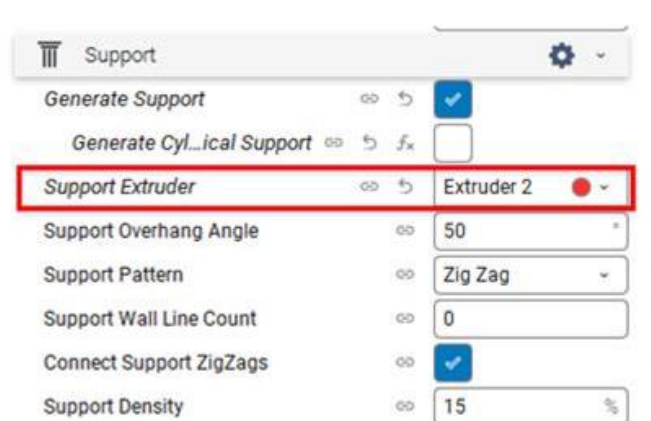 Support
Generate Support
Generate Cyl...ical Support fx
Support Extruder Extruder 2
Support Overhang Angle 50 °
Support Pattern Zig Zag
Support Wall Line Count 0
Connect Support ZigZags
Support Density 15 %